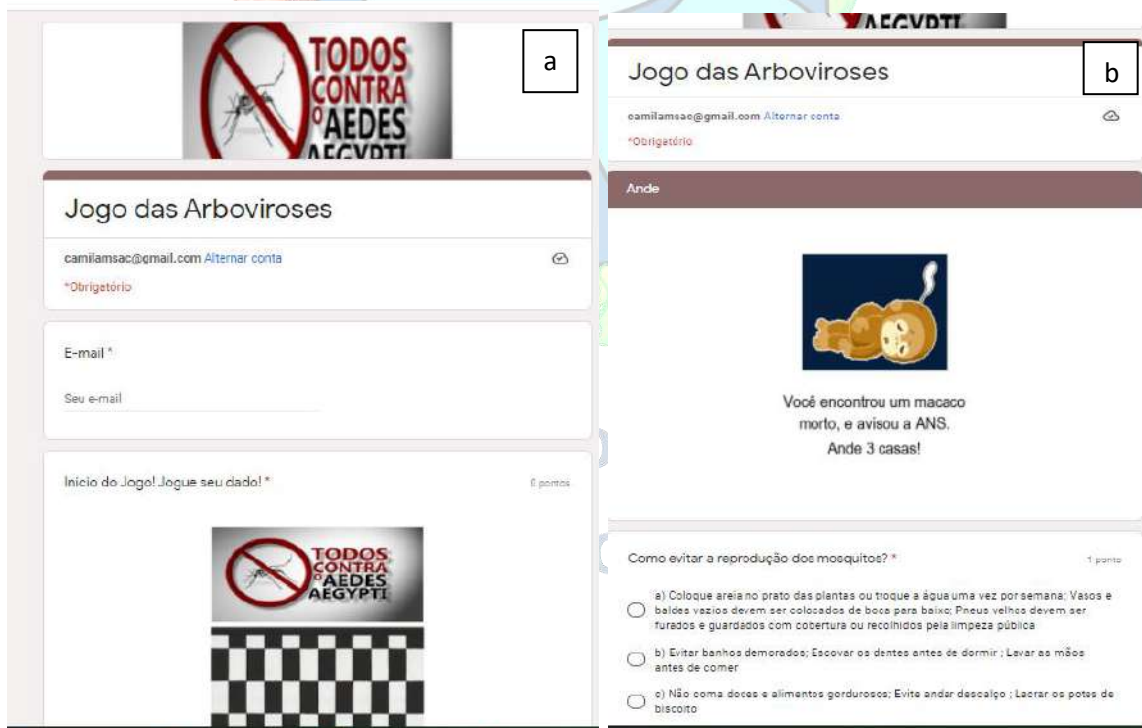 TODOS
CONTRA
O AEDES
AEGYPTI
a
Jogo das Arboviroses
camilamsac@gmail.com Alternar conta
*Obrigatório
E-mail *
Seu e-mail
Início do Jogo! Jogue seu dado! *
0 pontos
TODOS
CONTRA
O AEDES
AEGYPTI
AEGYPTI
b
Jogo das Arboviroses
camilamsac@gmail.com Alternar conta
*Obrigatório
Ande
Você encontrou um macaco
morto, e avisou a ANS.
Ande 3 casas!
Como evitar a reprodução dos mosquitos? *
1 ponto
a) Coloque areia no prato das plantas ou troque a água uma vez por semana; Vasos e
baldes vazios devem ser colocados de boca para baixo; Pneus velhos devem ser
furados e guardados com cobertura ou recolhidos pela limpeza pública
b) Evitar banhos demorados; Escovar os dentes antes de dormir ; Lavar as mãos
antes de comer
c) Não coma doces e alimentos gordurosos; Evite andar descalço ; Lacrar os potes de
biscoito